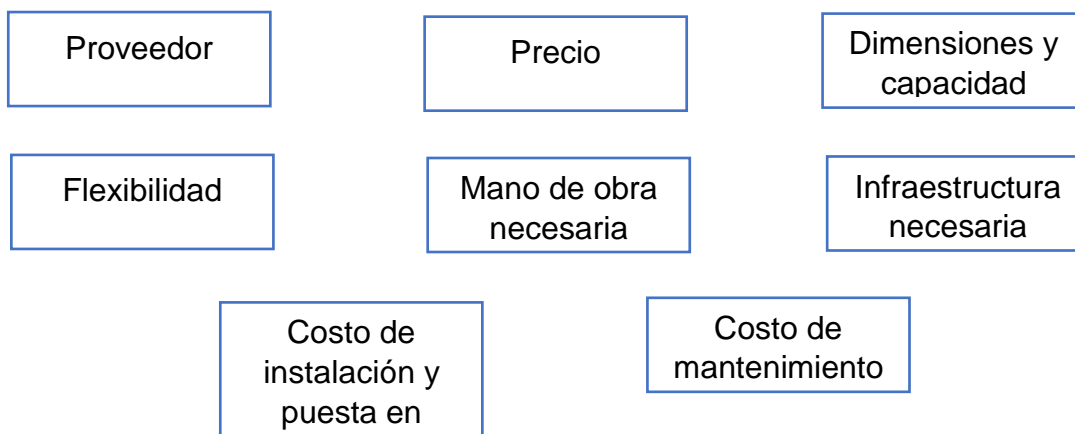 Proveedor
Precio
Dimensiones y
capacidad
Flexibilidad
Mano de obra
necesaria
Infraestructura
necesaria
Costo de
instalación y
puesta en
Costo de
mantenimiento